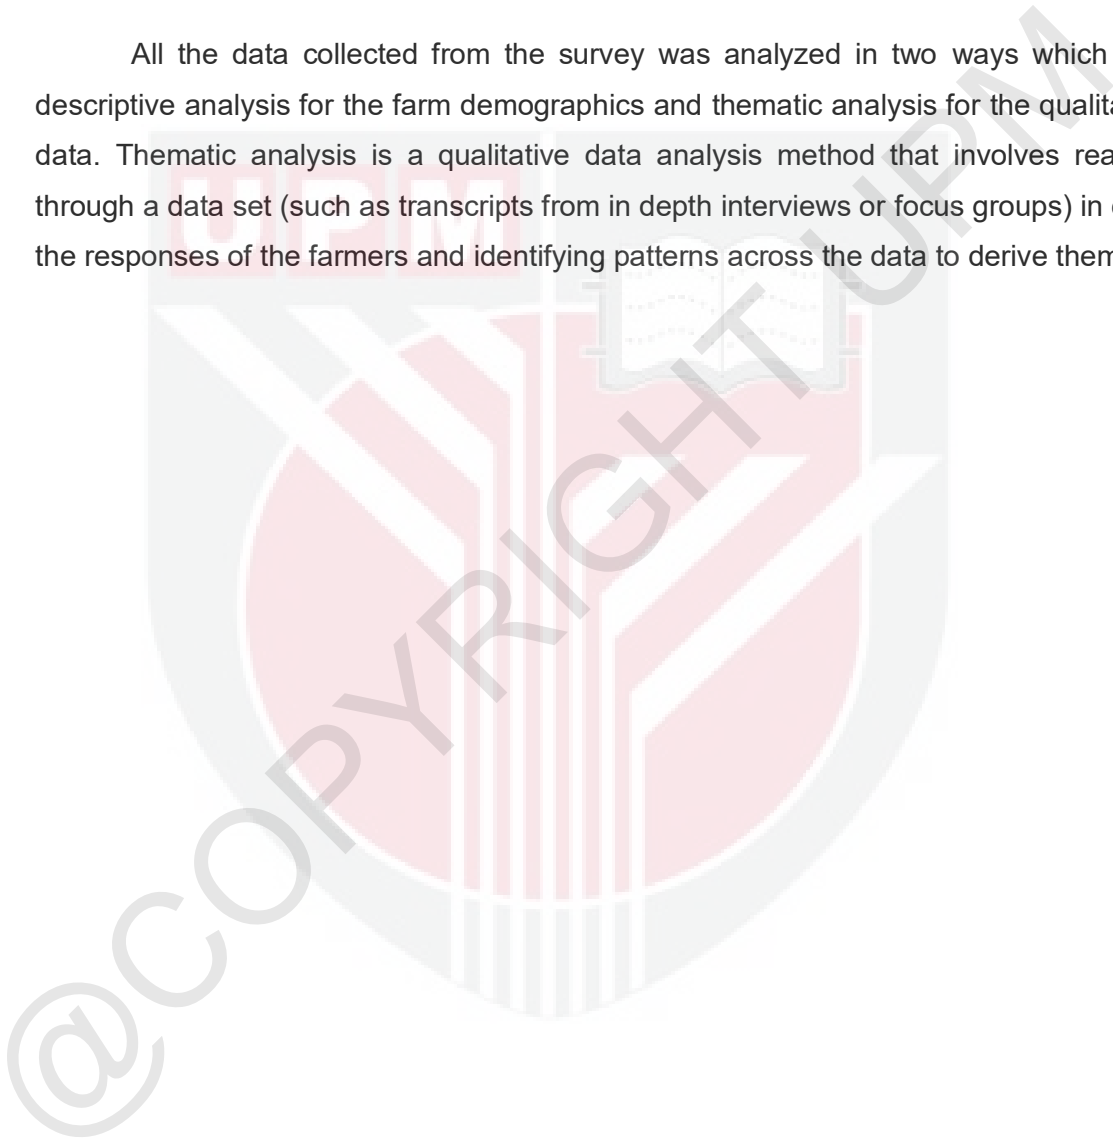 All the data collected from the survey was analyzed in two ways which
descriptive analysis for the farm demographics and thematic analysis for the
data. Thematic analysis is a qualitative data analysis method that involves
through a data set (such as transcripts from in depth interviews or focus groups) in
the responses of the farmers and identifying patterns across the data to derive
UPM
@COPYRIGHT UPM